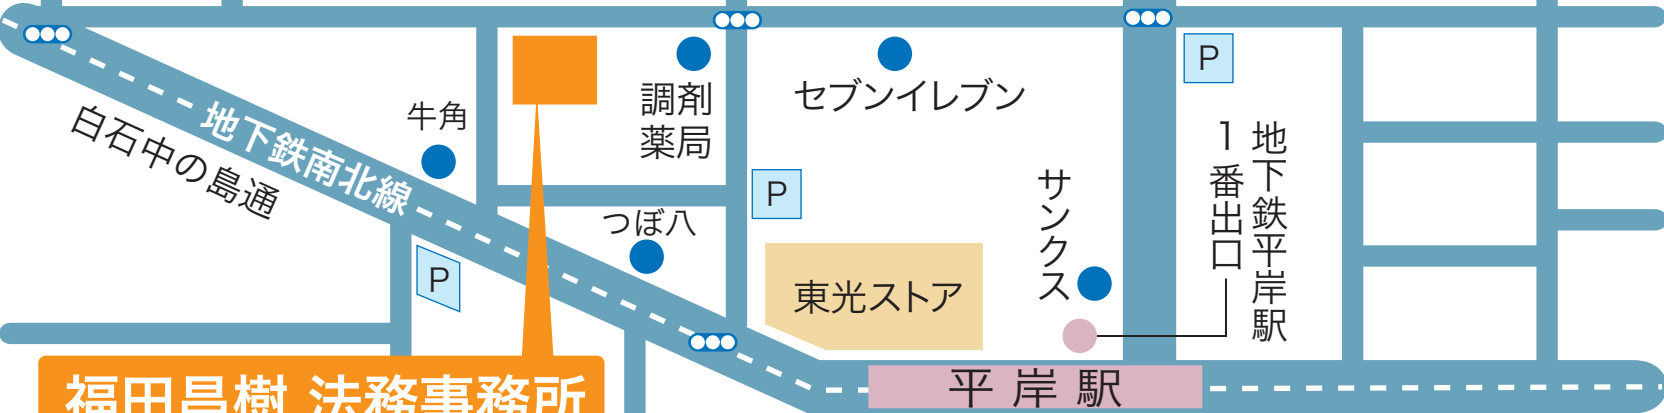 牛角
調剤
薬局
セブンイレブン
P
地下鉄南北線
白石中の島通
P
サンクス
地下鉄平岸駅
1番出口
つぼ八
P
東光ストア
福田昌樹 法務事務所
平岸駅